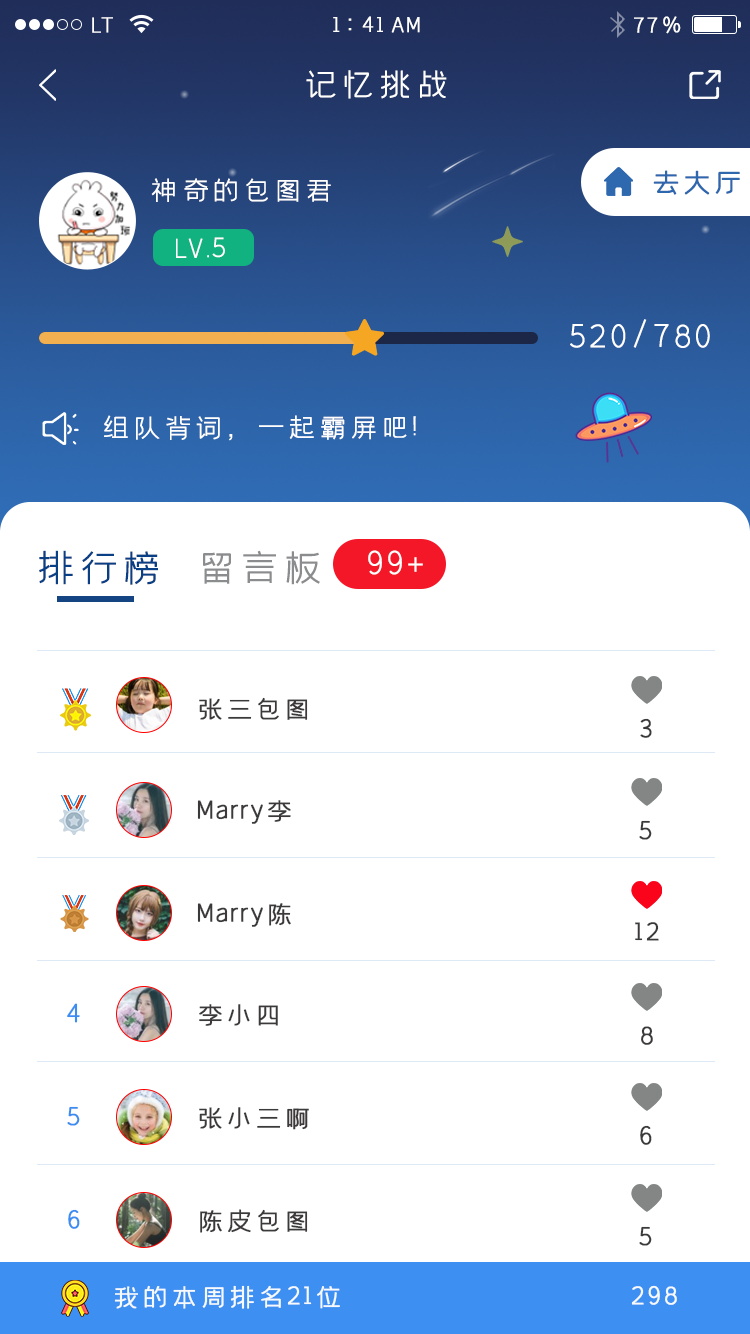 LT 1：41 AM 77%
记忆挑战
神奇的包图君
去大厅
努力加班
LV.5
520/780
组队背词，一起霸屏吧！
排行榜 留言板 99+
张三包图
3
Marry李
5
Marry陈
12
4 李小四
8
5 张小三啊
6
6 陈皮包图
5
我的本周排名21位 298